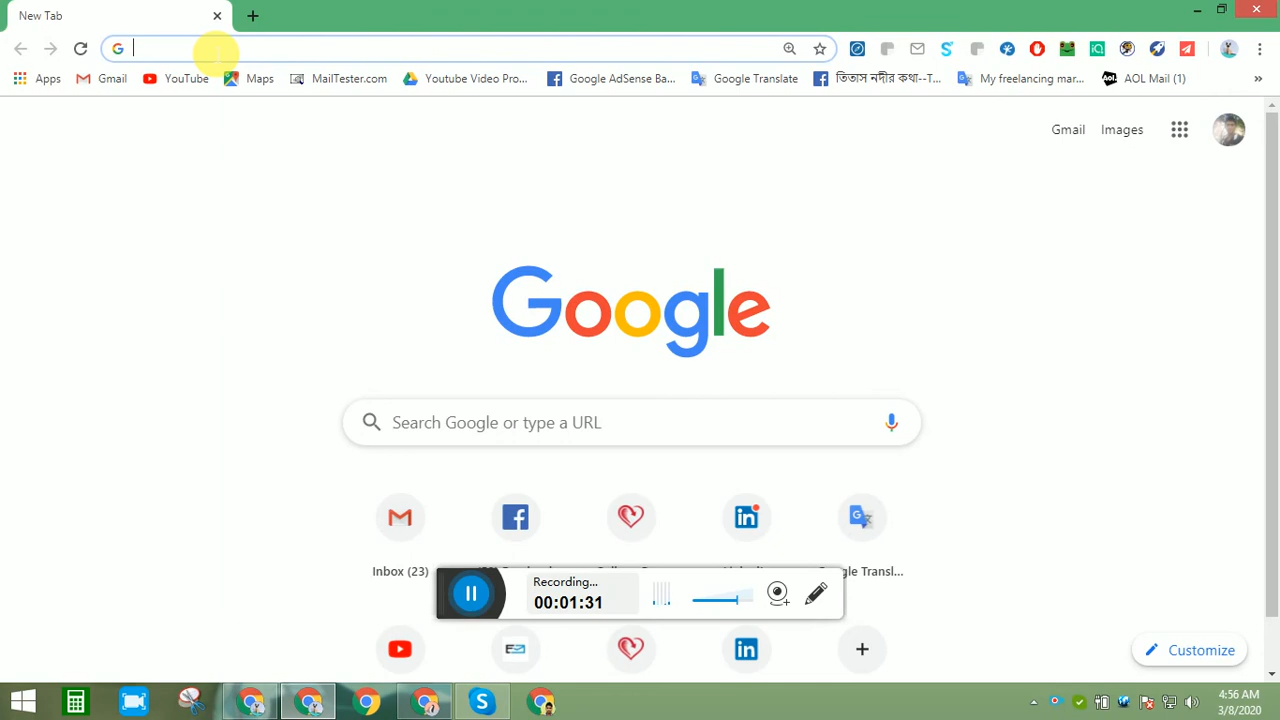 New Tab
Apps Gmail YouTube Maps MailTester.com Youtube Video Pro... Google AdSense Ba... Google Translate তিতাস নদীর কথা--T... My freelancing mar... AOL Mail (1) »
Gmail Images
Google
Search Google or type a URL
Inbox (23)
gle Transl...
Recording...
00:01:31
Customize
4:56 AM
3/8/2020